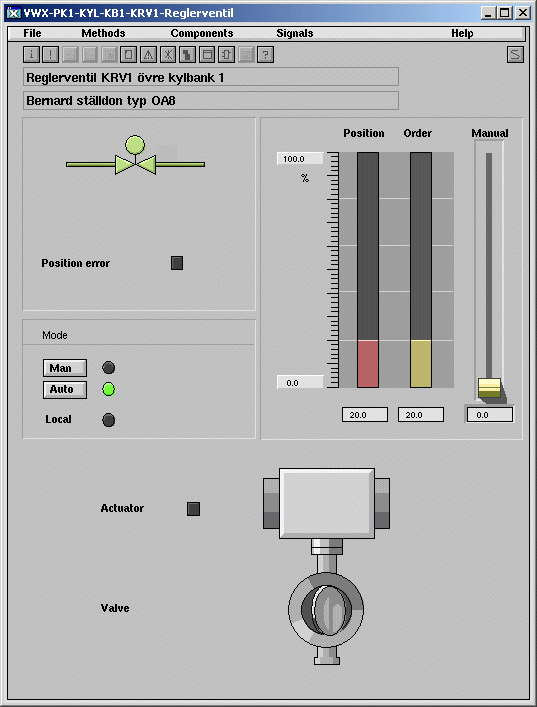 VWX-PK1-KYL-KB1-KRV1-Reglerventil
File Methods Components Signals Help
Reglerventil KRV1 övre kylbank 1
Bernard ställdon typ OA8
Position Order Manual
100.0
%
Position error
Mode
Man
Auto
0.0
Local
20.0 20.0 0.0
Actuator
Valve